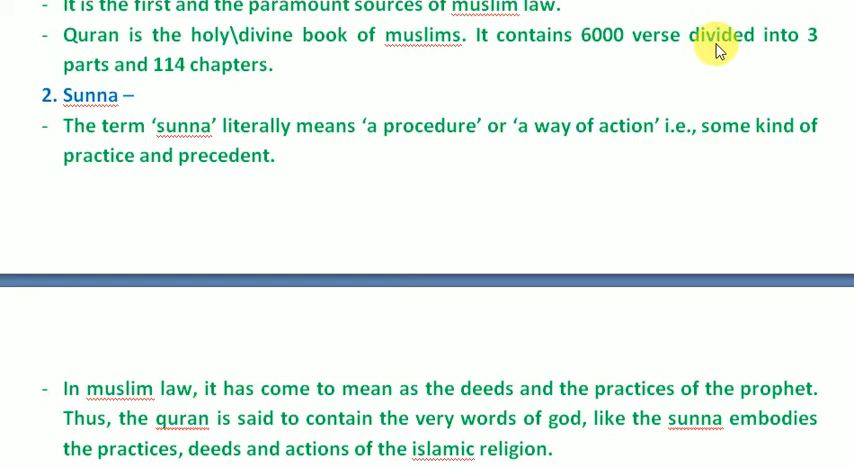 - It is the first and the paramount sources of muslim law.
- Quran is the holy\divine book of muslims. It contains 6000 verse divided into 3
parts and 114 chapters.
2. Sunna –
- The term ‘sunna’ literally means ‘a procedure’ or ‘a way of action’ i.e., some kind of
practice and precedent.
- In muslim law, it has come to mean as the deeds and the practices of the prophet.
Thus, the quran is said to contain the very words of god, like the sunna embodies
the practices, deeds and actions of the islamic religion.